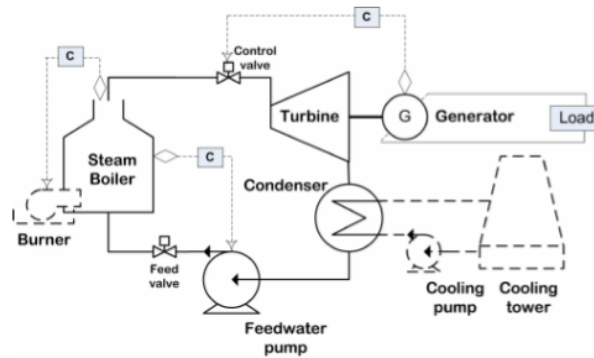 C
C
Control
valve
Turbine
G
Generator
Load
Steam
Boiler
C
Condenser
Burner
Feed
valve
Feedwater
pump
Cooling
pump
Cooling
tower